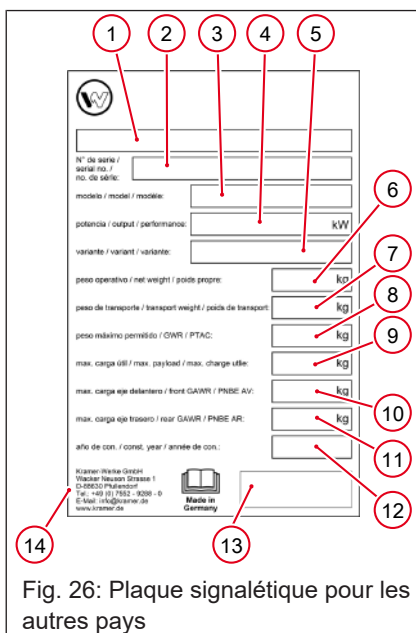 1
2
3
4
5
N° de serie /
serial no. /
no. de série:
modelo / model / modèle:
potencia / output / performance:
kW
variante / variant / variante:
6
peso operativo / net weight / poids propre:
kg
7
peso de transporte / transport weight / poids de transport:
kg
8
peso máximo permitido / GWR / PTAC:
kg
9
max. carga útil / max. payload / max. charge utlie:
kg
max. carga eje delantero / front GAWR / PNBE AV:
kg
10
max. carga eje trasero / rear GAWR / PNBE AR:
kg
11
año de con. / const. year / année de con.:
12
Kramer-Werke GmbH
Wacker Neuson Strasse 1
D-88630 Pfullendorf
Tel.: +49 (0) 7552 - 9288 - 0
E-Mail: info@kramer.de
www.kramer.de
Made in
Germany
13
14
Fig. 26: Plaque signalétique pour les
autres pays